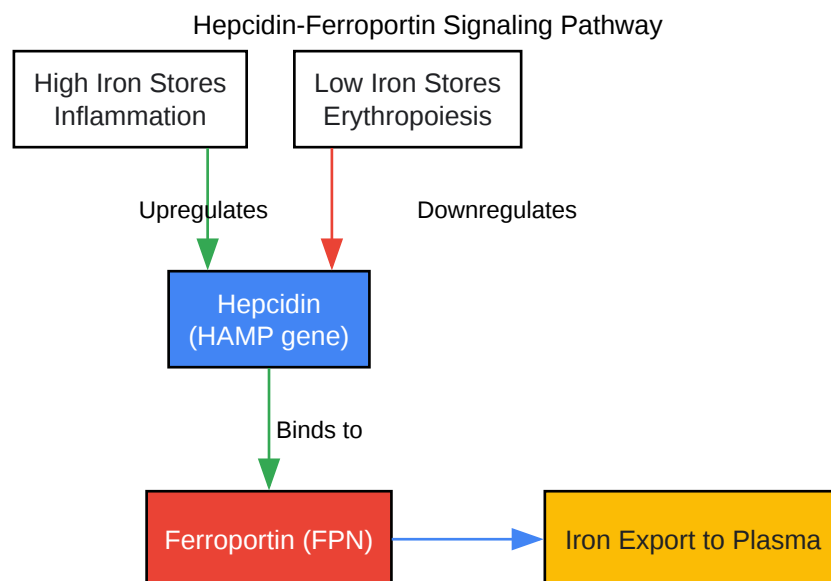 Hepcidin-Ferroportin Signaling Pathway
High Iron Stores
Inflammation
Low Iron Stores
Erythropoiesis
Upregulates
Downregulates
Hepcidin
(HAMP gene)
Binds to
Ferroportin (FPN)
Iron Export to Plasma